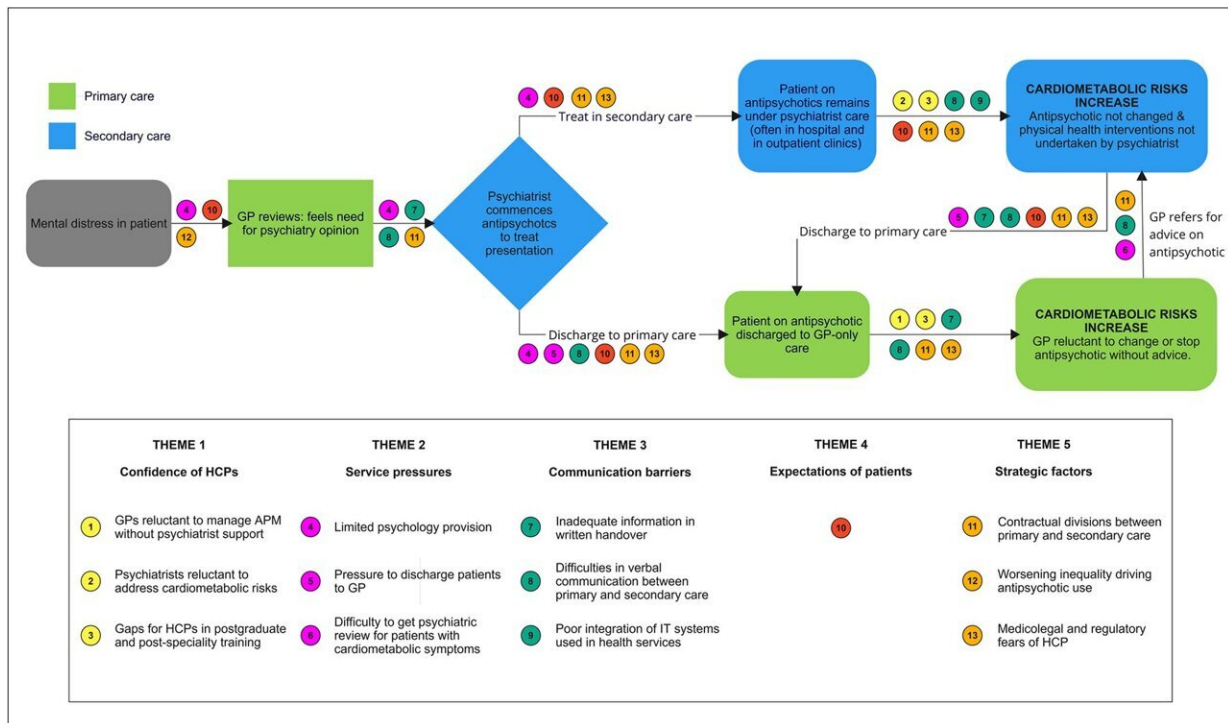 Primary care
Secondary care
Mental distress in patient
4 10
12
GP reviews: feels need
for psychiatry opinion
4 7
8 11
Psychiatrist
commences
antipsychotcs
to treat
presentation
4 10 11 13
Treat in secondary care
Patient on
antipsychotics remains
under psychiatrist care
(often in hospital and
in outpatient clinics)
2 3 8 9
10 11 13
CARDIOMETABOLIC RISKS
INCREASE
Antipsychotic not changed &
physical health interventions not
undertaken by psychiatrist
5 7 8 10 11 13
Discharge to primary care
11
8
6
GP refers for
advice on
antipsychotic
Discharge to primary care
4 5 8 10 11 13
Patient on antipsychotic
discharged to GP-only
care
1 3 7
8 11 13
CARDIOMETABOLIC RISKS
INCREASE
GP reluctant to change or stop
antipsychotic without advice.
THEME 1
Confidence of HCPs
1 GPs reluctant to manage APM
without psychiatrist support
2 Psychiatrists reluctant to
address cardiometabolic risks
3 Gaps for HCPs in postgraduate
and post-speciality training
THEME 2
Service pressures
4 Limited psychology provision
5 Pressure to discharge patients
to GP
6 Difficulty to get psychiatric
review for patients with
cardiometabolic symptoms
THEME 3
Communication barriers
7 Inadequate information in
written handover
8 Difficulties in verbal
communication between
primary and secondary care
9 Poor integration of IT systems
used in health services
THEME 4
Expectations of patients
10
THEME 5
Strategic factors
11 Contractual divisions between
primary and secondary care
12 Worsening inequality driving
antipsychotic use
13 Medicolegal and regulatory
fears of HCP